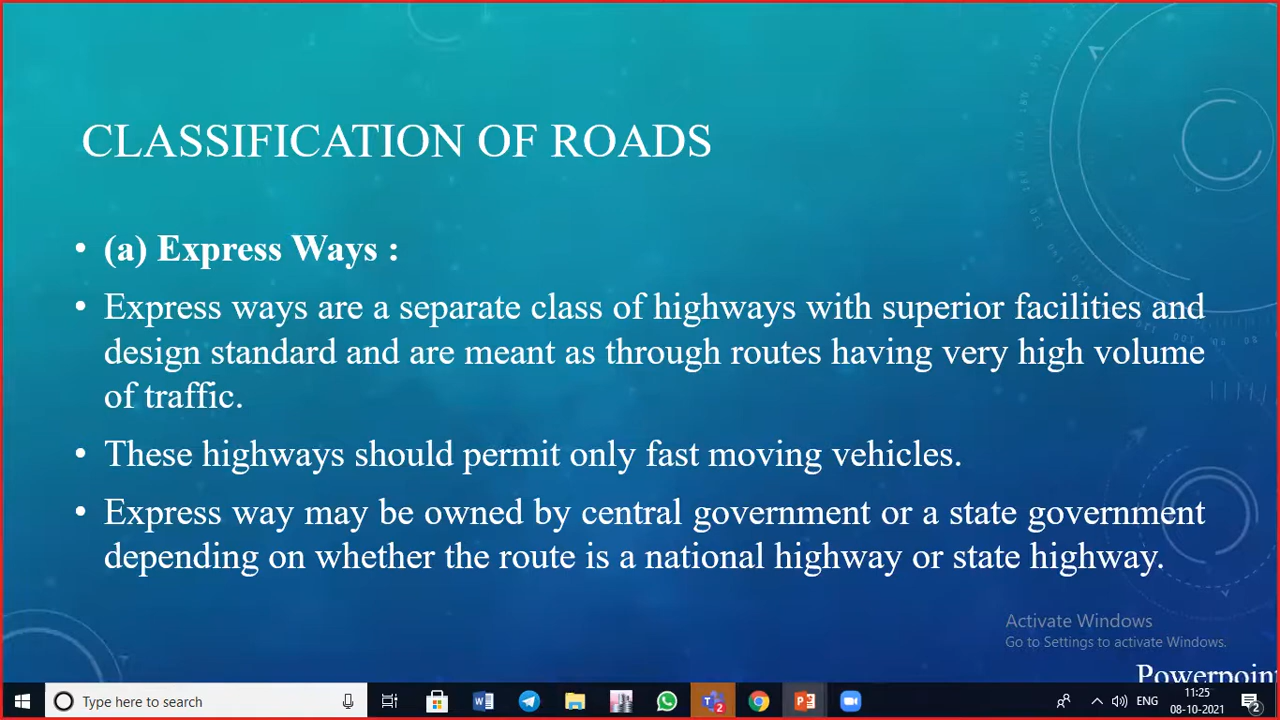 CLASSIFICATION OF ROADS
• (a) Express Ways :
• Express ways are a separate class of highways with superior facilities and
design standard and are meant as through routes having very high volume
of traffic.
• These highways should permit only fast moving vehicles.
• Express way may be owned by central government or a state government
depending on whether the route is a national highway or state highway.
Activate Windows
Go to Settings to activate Windows.
Powerpoint
Type here to search
2
ENG
11:25
08-10-2021
2